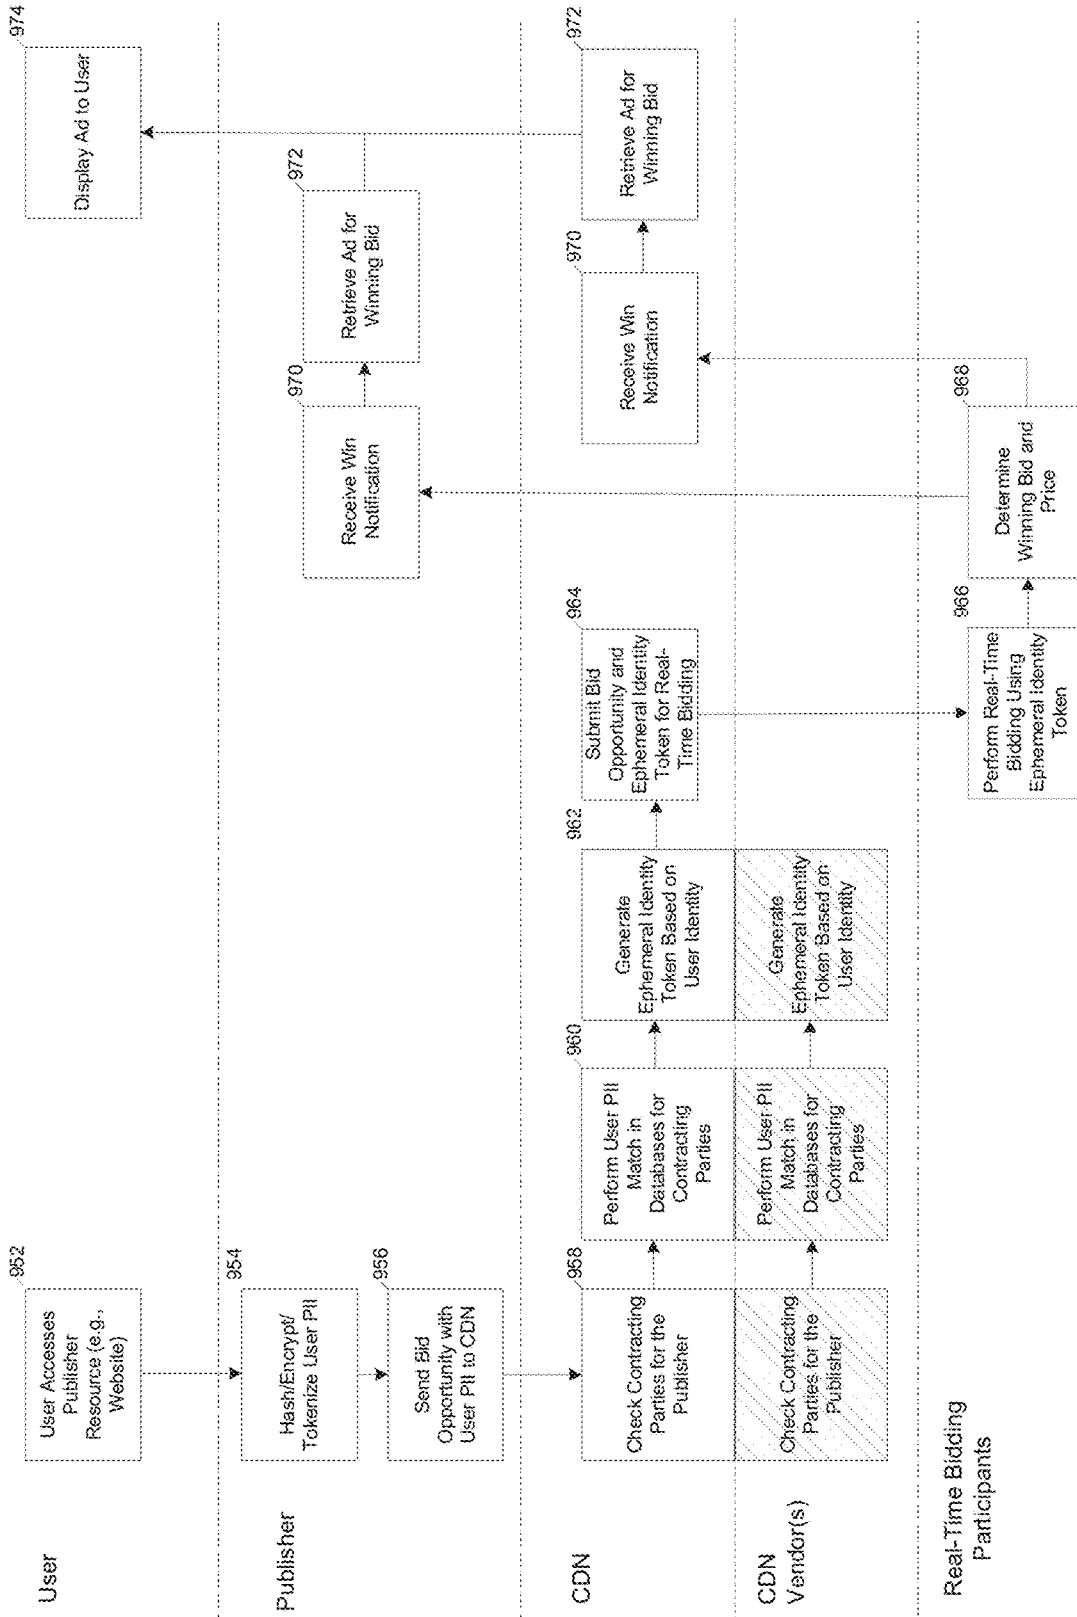 User
952
User Accesses
Publisher
Resource (e.g.,
Website)
974
Display Ad to User
Publisher
954
Hash/Encrypt/
Tokenize User PII
956
Send Bid
Opportunity with
User PII to CDN
970
Receive Win
Notification
972
Retrieve Ad for
Winning Bid
CDN
958
Check Contracting
Parties for the
Publisher
960
Perform User PII
Match in
Databases for
Contracting
Parties
962
Generate
Ephemeral Identity
Token Based on
User Identity
964
Submit Bid
Opportunity and
Ephemeral Identity
Token for Real-
Time Bidding
970
Receive Win
Notification
972
Retrieve Ad for
Winning Bid
CDN
Vendor(s)
Check Contracting
Parties for the
Publisher
Perform User PII
Match in
Databases for
Contracting
Parties
Generate
Ephemeral Identity
Token Based on
User Identity
Real-Time Bidding
Participants
966
Perform Real-Time
Bidding Using
Ephemeral Identity
Token
968
Determine
Winning Bid and
Price